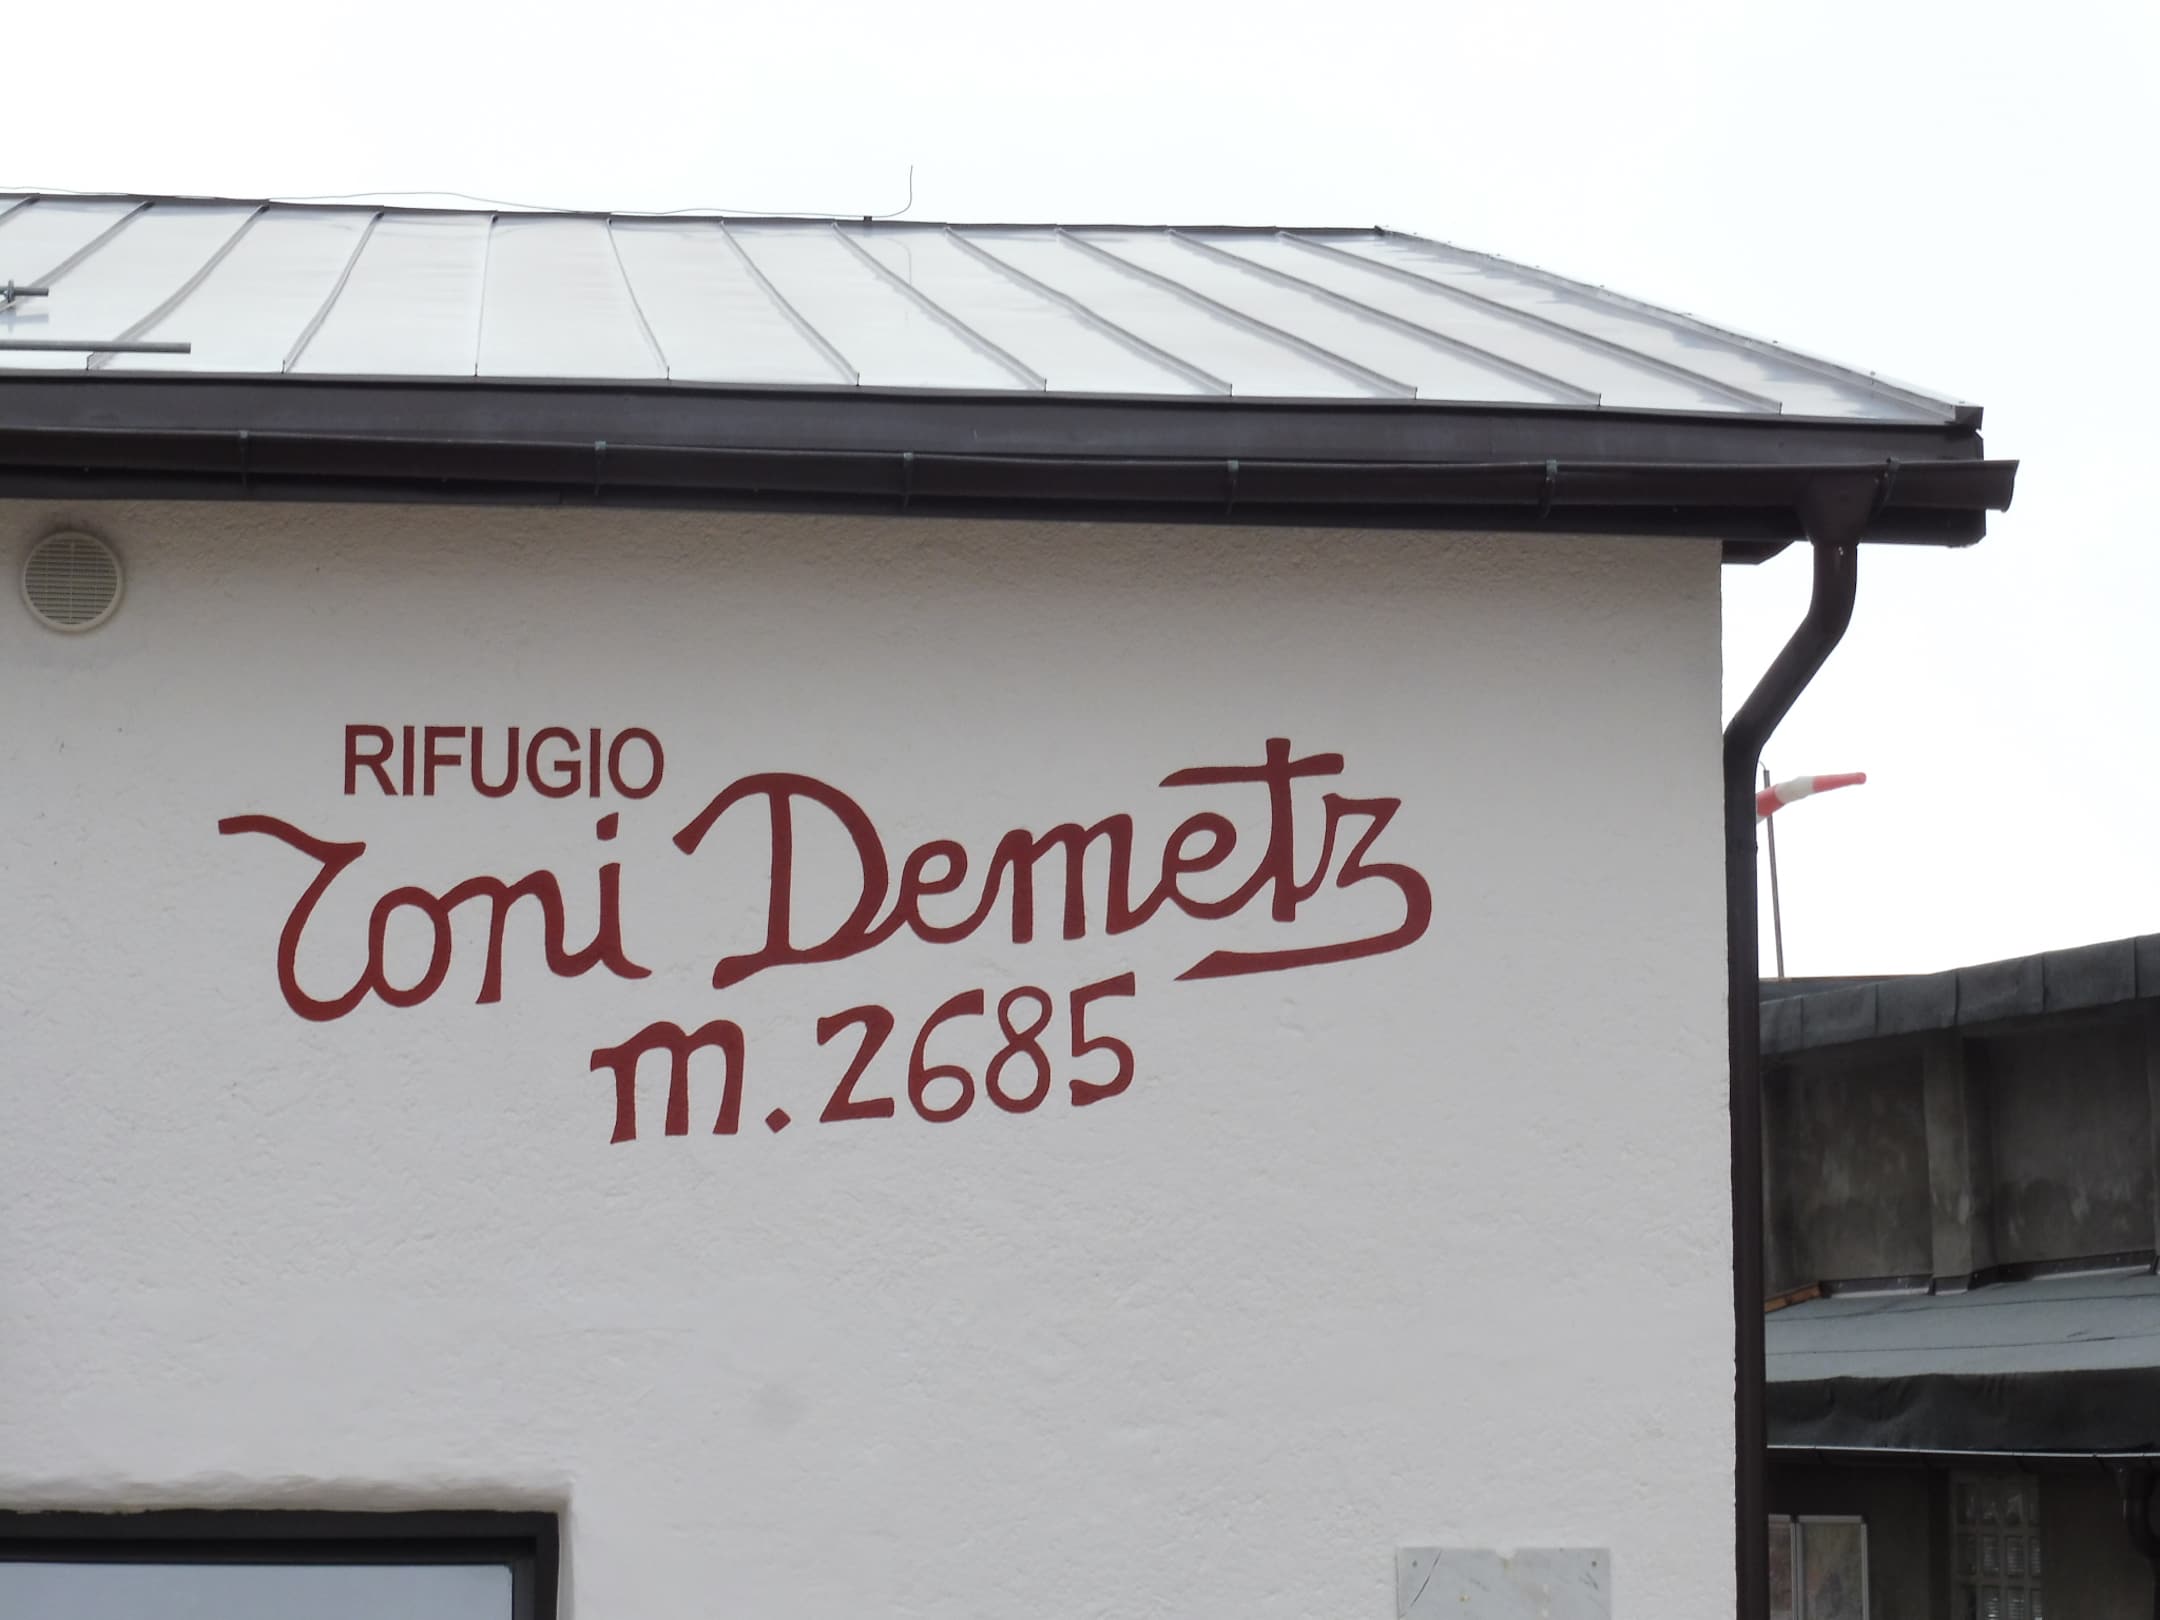 RIFUGIO
Toni Demetz
m. 2685